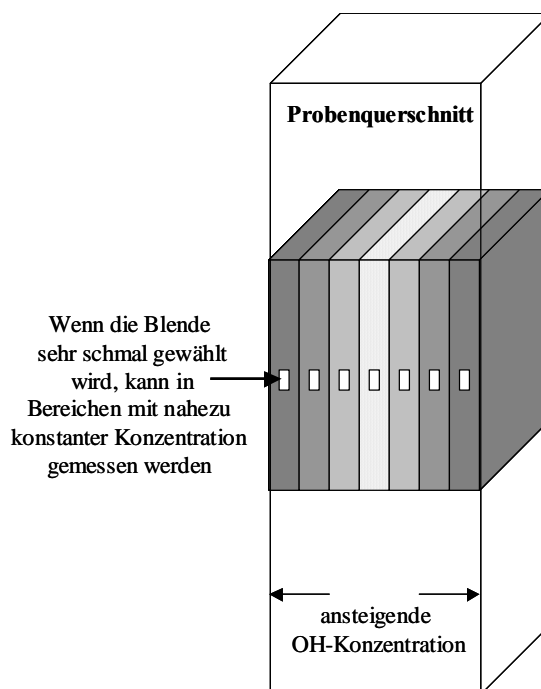 Probenquerschnitt
Wenn die Blende
sehr schmal gewählt
wird, kann in
Bereichen mit nahezu
konstanter Konzentration
gemessen werden
ansteigende
OH-Konzentration